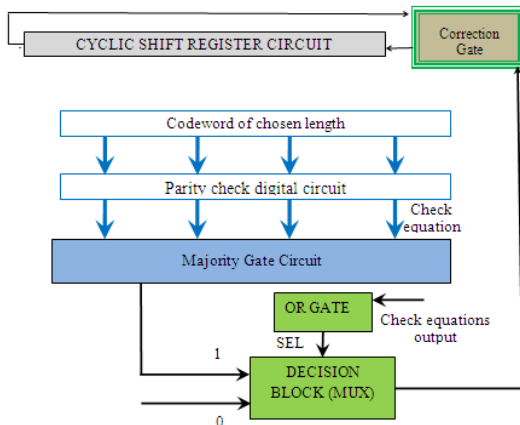 CYCLIC SHIFT REGISTER CIRCUIT
Correction
Gate
Codeword of chosen length
Parity check digital circuit
Check
equation
Majority Gate Circuit
OR GATE
Check equations
output
SEL
1
DECISION
BLOCK (MUX)
0